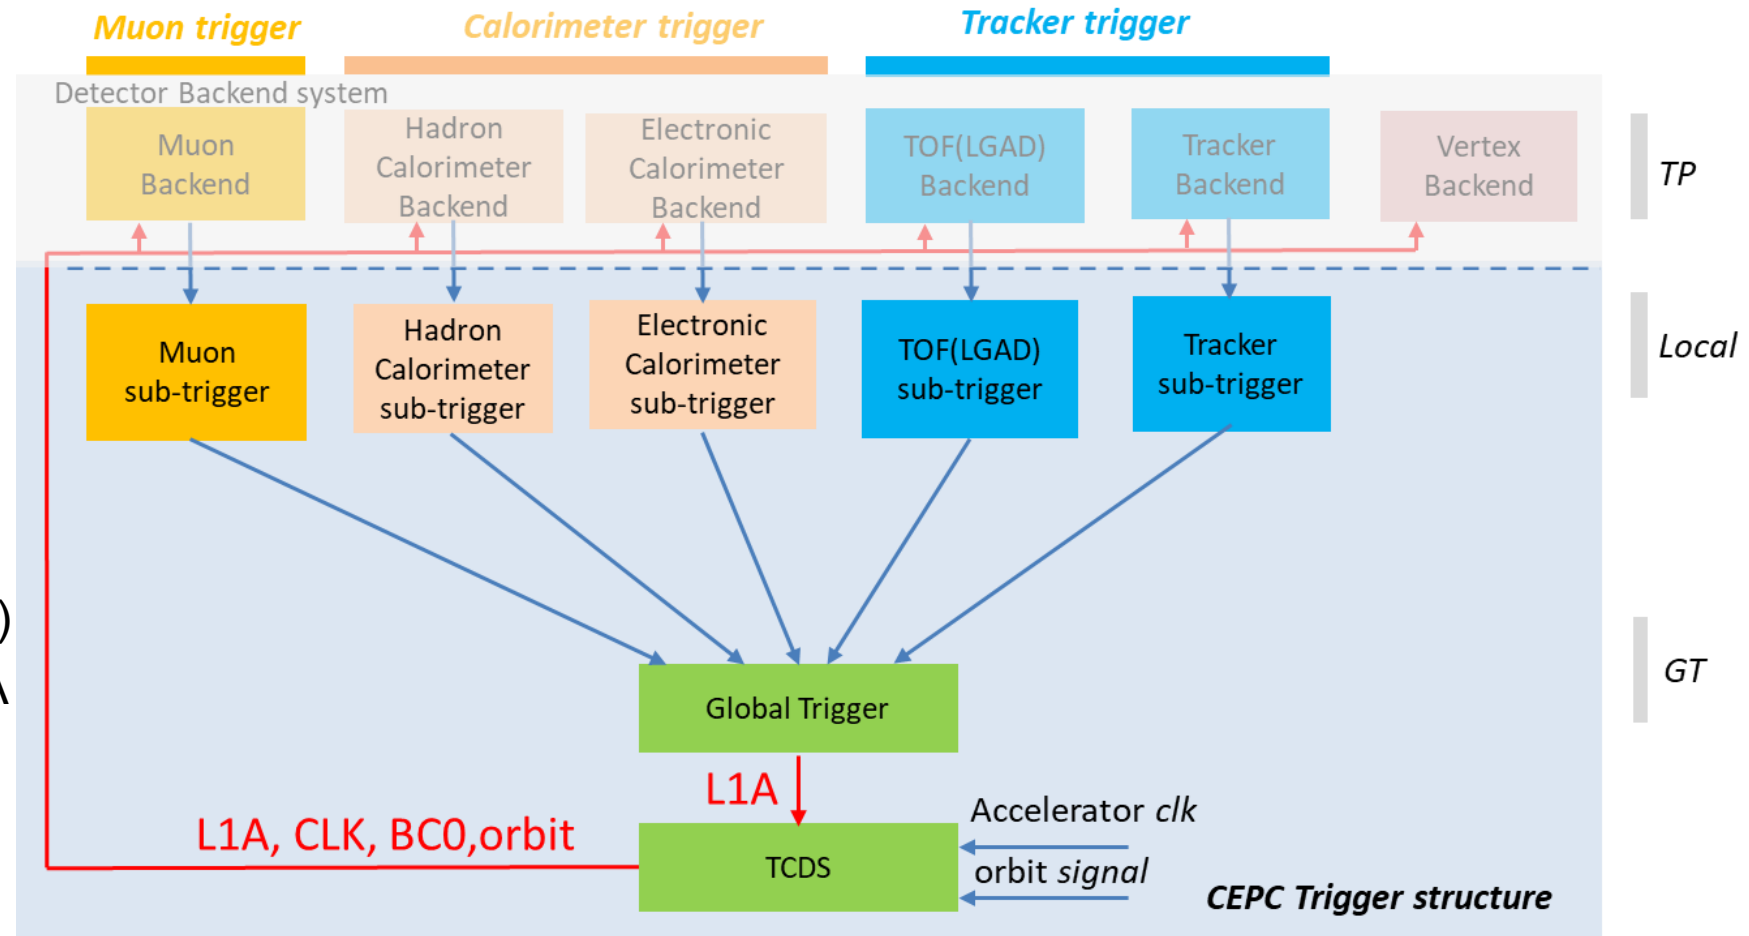 Muon trigger
Calorimeter trigger
Tracker trigger
Detector Backend system
Muon
Backend
Hadron
Calorimeter
Backend
Electronic
Calorimeter
Backend
TOF(LGAD)
Backend
Tracker
Backend
Vertex
Backend
TP
Muon
sub-trigger
Hadron
Calorimeter
sub-trigger
Electronic
Calorimeter
sub-trigger
TOF(LGAD)
sub-trigger
Tracker
sub-trigger
Local
)
A
Global Trigger
GT
L1A
L1A, CLK, BC0,orbit
TCDS
Accelerator clk
orbit signal
CEPC Trigger structure